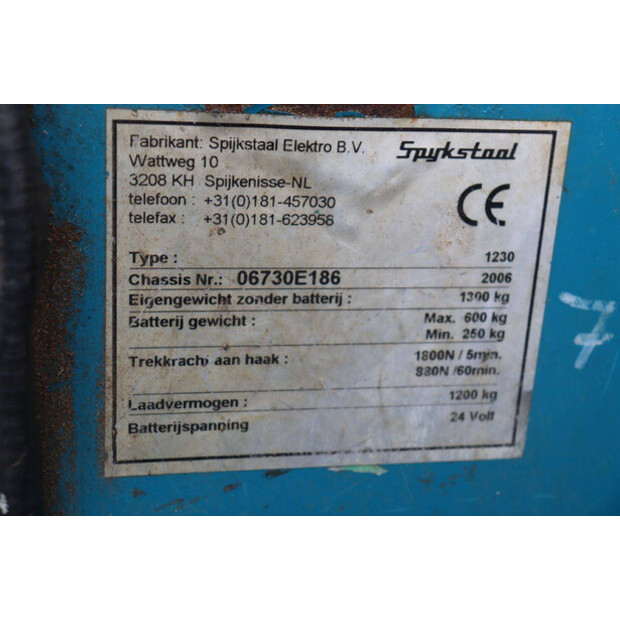 Fabrikant: Spijkstaal Elektro B.V.
Spykstaal
Wattweg 10
3208 KH Spijkenisse-NL
telefoon : +31(0)181-457030
telefax : +31(0)181-623956
CE
Type : 1230
Chassis Nr.: 06730E186 2006
Eigengewicht zonder batterij : 1300 kg
Batterij gewicht : Max. 600 kg
Min. 250 kg
Trekkracht aan haak : 1800N / 5min.
880N /60min.
Laadvermogen : 1200 kg
Batterijspanning 24 Volt
7